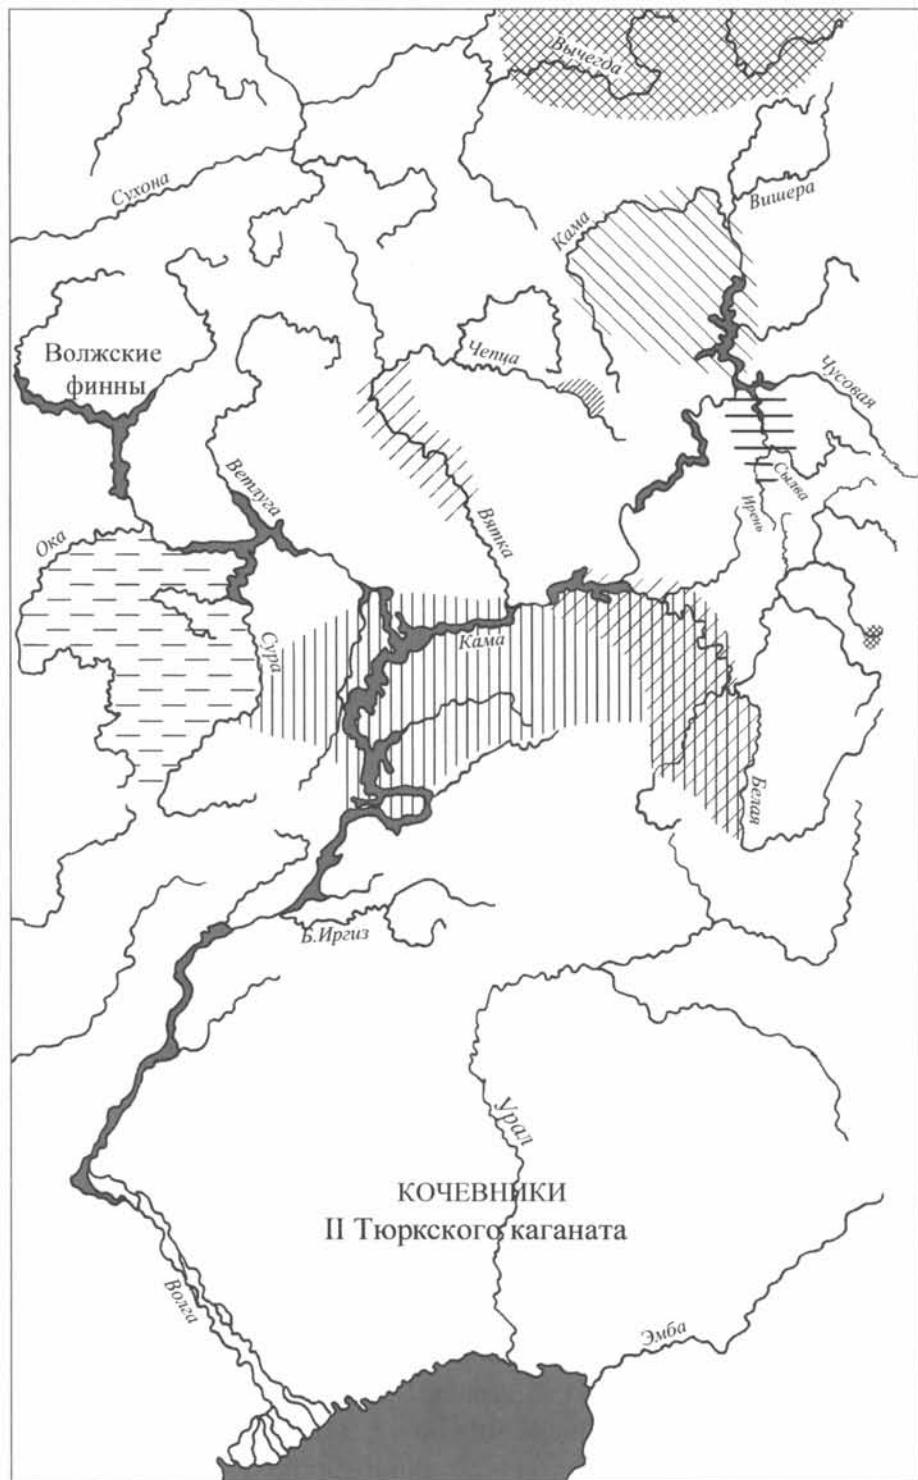 Вычегда
Сухона
Вишера
Кама
Волжские
финны
Чепца
Чусовая
Ветлуга
Вятка
Сылва
Ирень
Ока
Сура
Кама
Белая
Б.Иргиз
Урал
КОЧЕВНИКИ
II Тюркского каганата
Волга
Эмба